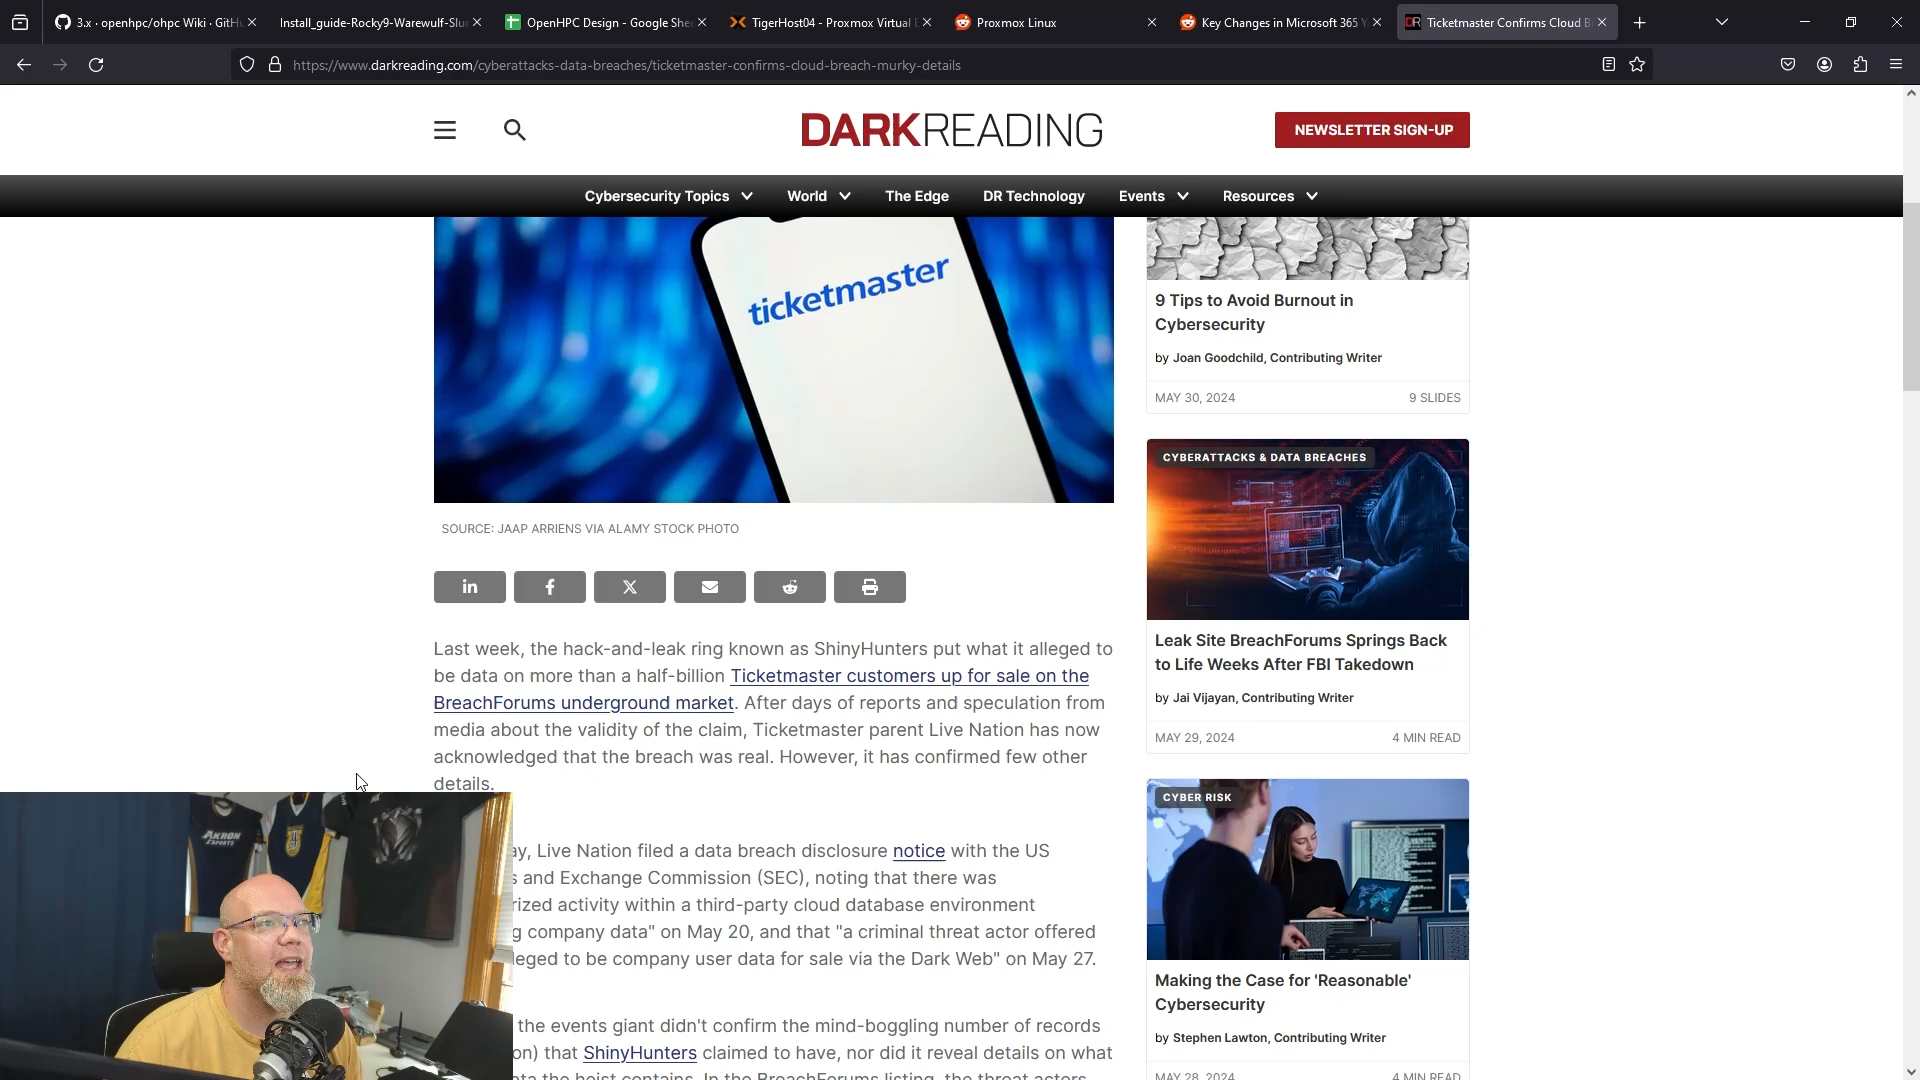 3.x · openhpc/ohpc Wiki · GitH
Install_guide-Rocky9-Warewulf-Slu
OpenHPC Design - Google She
TigerHost04 - Proxmox Virtual E
Proxmox Linux
Key Changes in Microsoft 365 Y
DR Ticketmaster Confirms Cloud B
https://www.darkreading.com/cyberattacks-data-breaches/ticketmaster-confirms-cloud-breach-murky-details
DARKREADING
NEWSLETTER SIGN-UP
Cybersecurity Topics
World
The Edge
DR Technology
Events
Resources
ticketmaster
SOURCE: JAAP ARRIENS VIA ALAMY STOCK PHOTO
Last week, the hack-and-leak ring known as ShinyHunters put what it alleged to
be data on more than a half-billion Ticketmaster customers up for sale on the
BreachForums underground market. After days of reports and speculation from
media about the validity of the claim, Ticketmaster parent Live Nation has now
acknowledged that the breach was real. However, it has confirmed few other
details.
ay, Live Nation filed a data breach disclosure notice with the US
s and Exchange Commission (SEC), noting that there was
rized activity within a third-party cloud database environment
g company data" on May 20, and that "a criminal threat actor offered
leged to be company user data for sale via the Dark Web" on May 27.
the events giant didn't confirm the mind-boggling number of records
on) that ShinyHunters claimed to have, nor did it reveal details on what
ata the heist contains. In the BreachForums listing, the threat actors
9 Tips to Avoid Burnout in
Cybersecurity
by Joan Goodchild, Contributing Writer
MAY 30, 2024
9 SLIDES
CYBERATTACKS & DATA BREACHES
Leak Site BreachForums Springs Back
to Life Weeks After FBI Takedown
by Jai Vijayan, Contributing Writer
MAY 29, 2024
4 MIN READ
CYBER RISK
Making the Case for 'Reasonable'
Cybersecurity
by Stephen Lawton, Contributing Writer
MAY 28, 2024
4 MIN READ
AKRON
ESPORTS